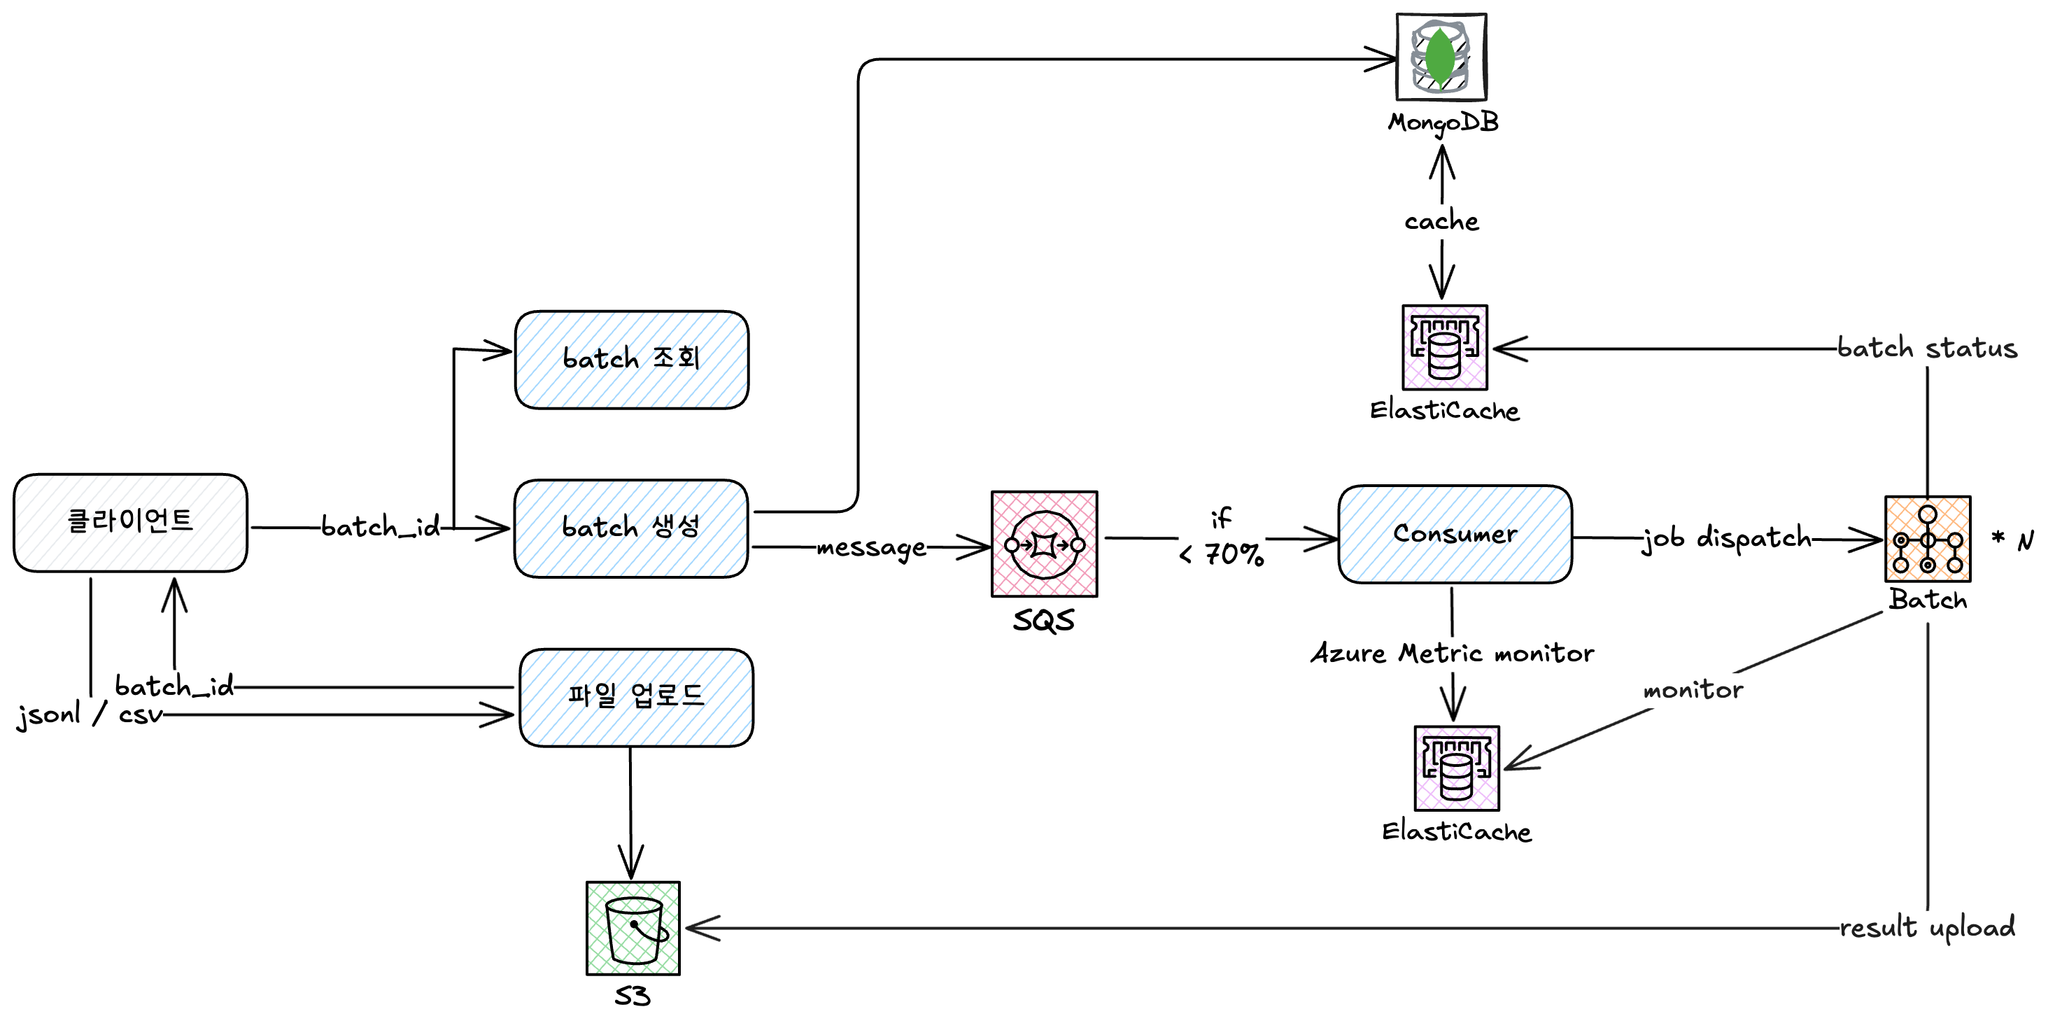 MongoDB
cache
batch 조회
ElastiCache
batch status
클라이언트
batch_id
batch 생성
message
SQS
if
< 70%
Consumer
job dispatch
* N
Batch
Azure Metric monitor
batch_id
jsonl / csv
파일 업로드
monitor
ElastiCache
result upload
S3